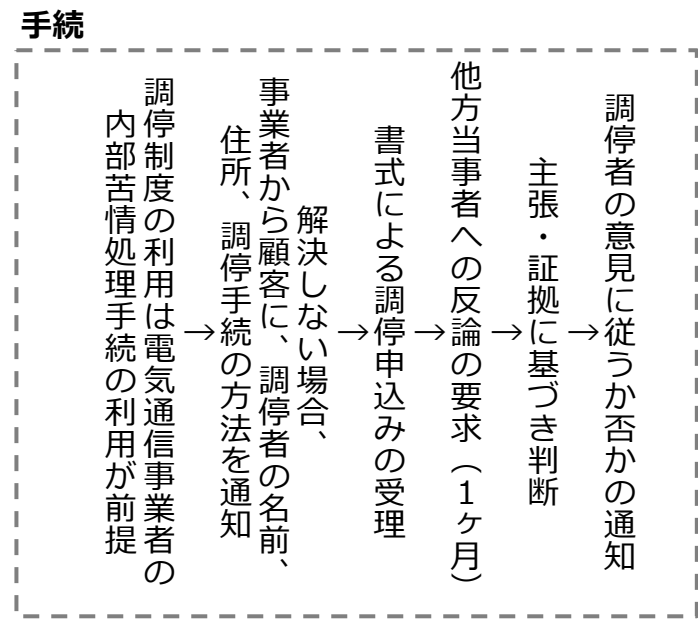 手続
調停制度の利用は電気通信事業者の
内部苦情処理手続の利用が前提
→
解決しない場合、
事業者から顧客に、調停者の名前、
住所、調停手続の方法を通知
→
書式による調停申込みの受理
→
他方当事者への反論の要求（1ヶ月）
→
主張・証拠に基づき判断
→
調停者の意見に従うか否かの通知